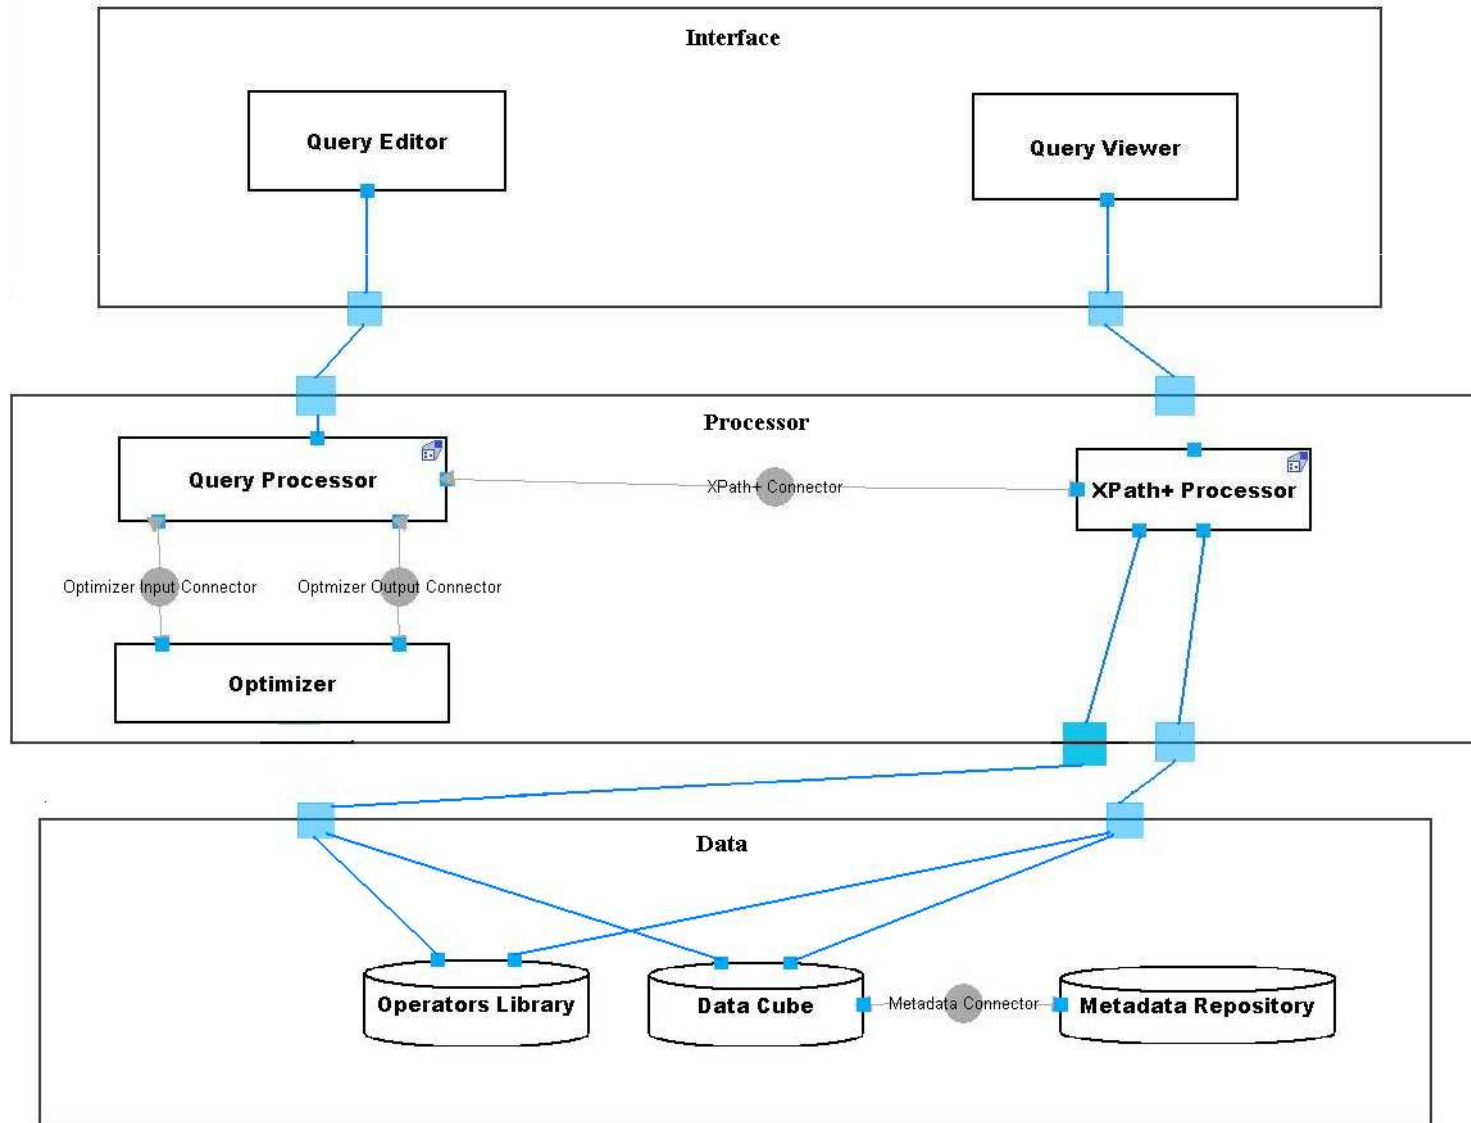 Interface
Query Editor
Query Viewer
Processor
Query Processor
XPath+ Connector
XPath+ Processor
Optimizer Input Connector
Optmizer Output Connector
Optimizer
Data
Operators Library
Data Cube
Metadata Connector
Metadata Repository